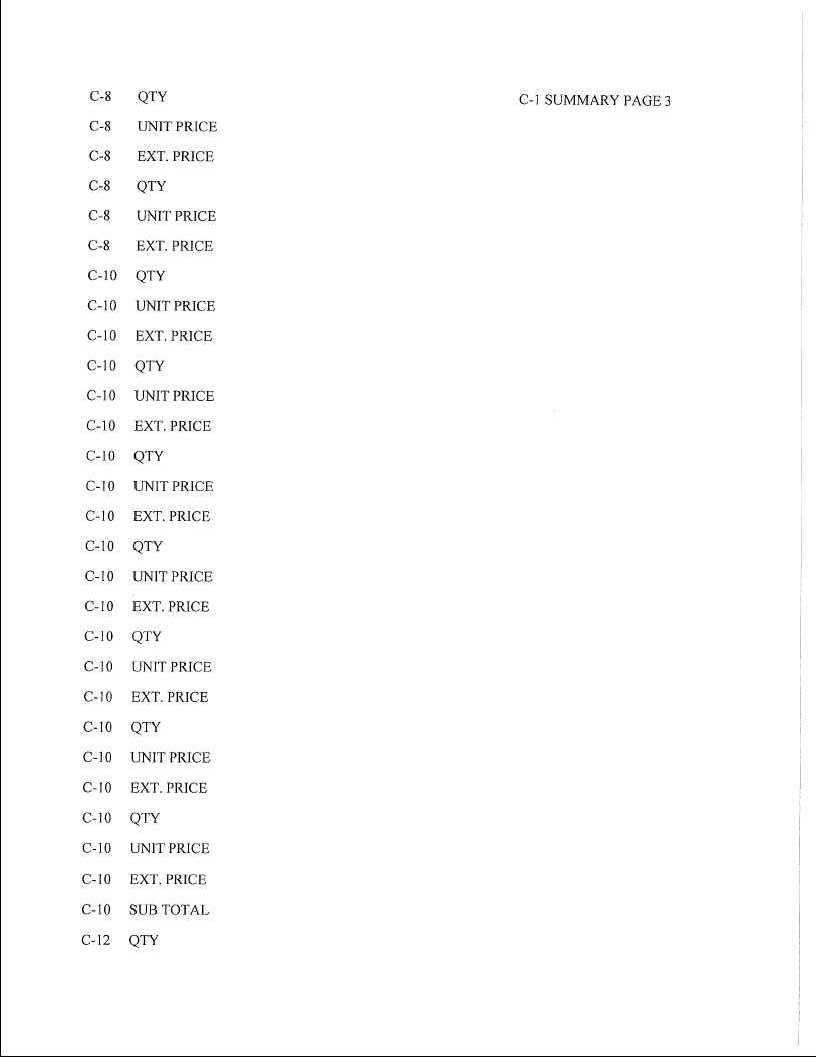 C-8 QTY
C-1 SUMMARY PAGE 3
C-8 UNIT PRICE
C-8 EXT. PRICE
C-8 QTY
C-8 UNIT PRICE
C-8 EXT. PRICE
C-10 QTY
C-10 UNIT PRICE
C-10 EXT. PRICE
C-10 QTY
C-10 UNIT PRICE
C-10 EXT. PRICE
C-10 QTY
C-10 UNIT PRICE
C-10 EXT. PRICE
C-10 QTY
C-10 UNIT PRICE
C-10 EXT. PRICE
C-10 QTY
C-10 UNIT PRICE
C-10 EXT. PRICE
C-10 QTY
C-10 UNIT PRICE
C-10 EXT. PRICE
C-10 QTY
C-10 UNIT PRICE
C-10 EXT. PRICE
C-10 SUB TOTAL
C-12 QTY